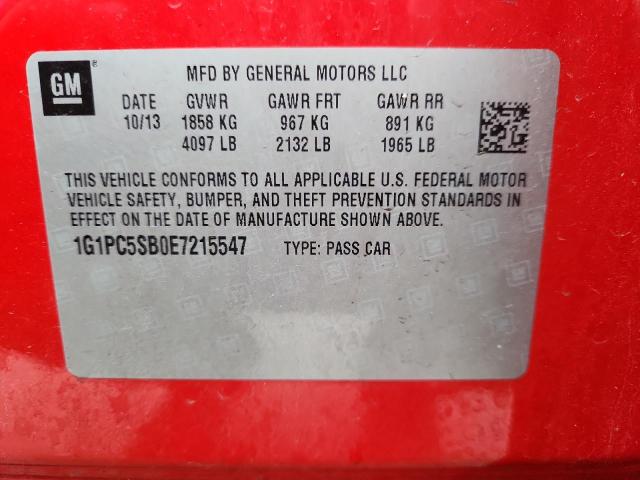 GM
MFD BY GENERAL MOTORS LLC
DATE GVWR GAWR FRT GAWR RR
10/13 1858 KG 967 KG 891 KG
4097 LB 2132 LB 1965 LB
THIS VEHICLE CONFORMS TO ALL APPLICABLE U.S. FEDERAL MOTOR
VEHICLE SAFETY, BUMPER, AND THEFT PREVENTION STANDARDS IN
EFFECT ON THE DATE OF MANUFACTURE SHOWN ABOVE.
1G1PC5SB0E7215547 TYPE: PASS CAR